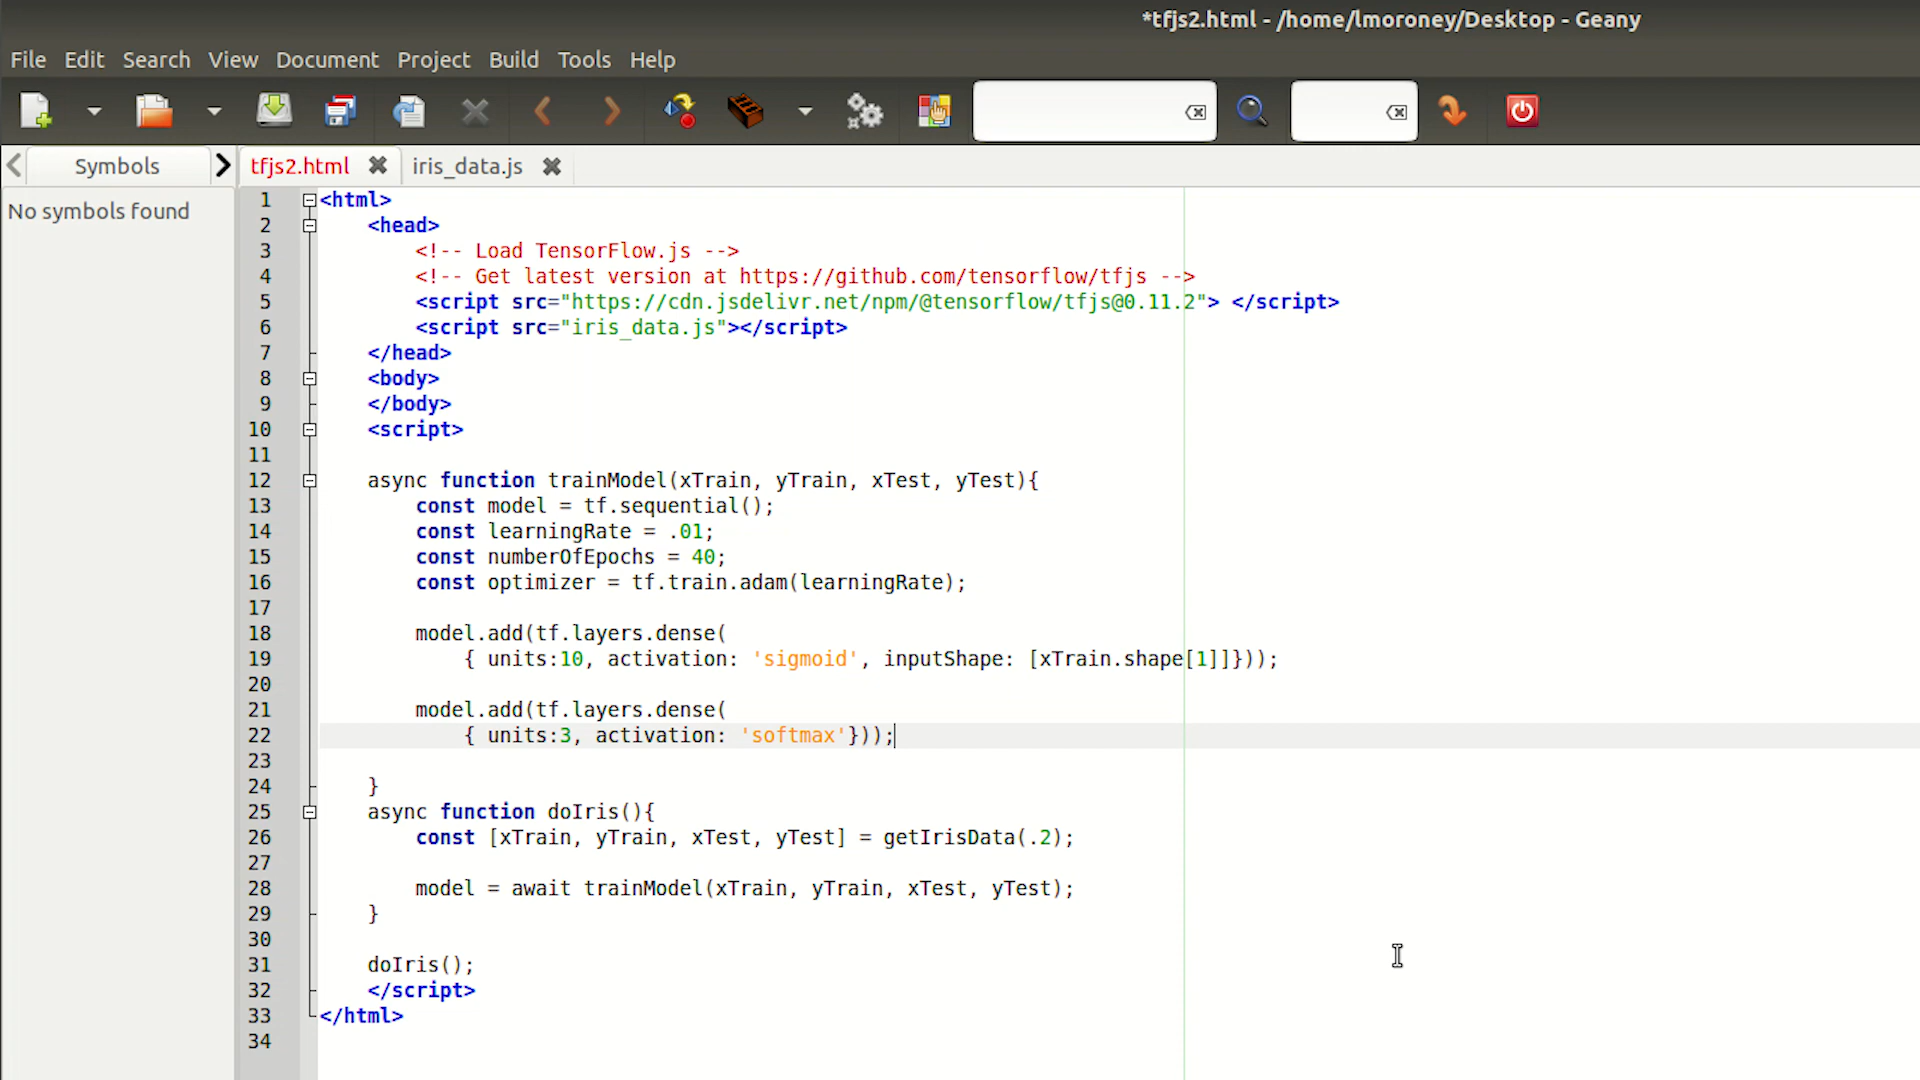 *tfjs2.html - /home/lmoroney/Desktop - Geany
File Edit Search View Document Project Build Tools Help
Symbols tfjs2.html iris_data.js
No symbols found
1 <html>
2 <head>
3 <!-- Load TensorFlow.js -->
4 <!-- Get latest version at https://github.com/tensorflow/tfjs -->
5 <script src="https://cdn.jsdelivr.net/npm/@tensorflow/tfjs@0.11.2"> </script>
6 <script src="iris_data.js"></script>
7 </head>
8 <body>
9 </body>
10 <script>
11
12 async function trainModel(xTrain, yTrain, xTest, yTest){
13 const model = tf.sequential();
14 const learningRate = .01;
15 const numberOfEpochs = 40;
16 const optimizer = tf.train.adam(learningRate);
17
18 model.add(tf.layers.dense(
19 { units:10, activation: 'sigmoid', inputShape: [xTrain.shape[1]]}));
20
21 model.add(tf.layers.dense(
22 { units:3, activation: 'softmax'}));
23
24 }
25 async function doIris(){
26 const [xTrain, yTrain, xTest, yTest] = getIrisData(.2);
27
28 model = await trainModel(xTrain, yTrain, xTest, yTest);
29 }
30
31 doIris();
32 </script>
33 </html>
34